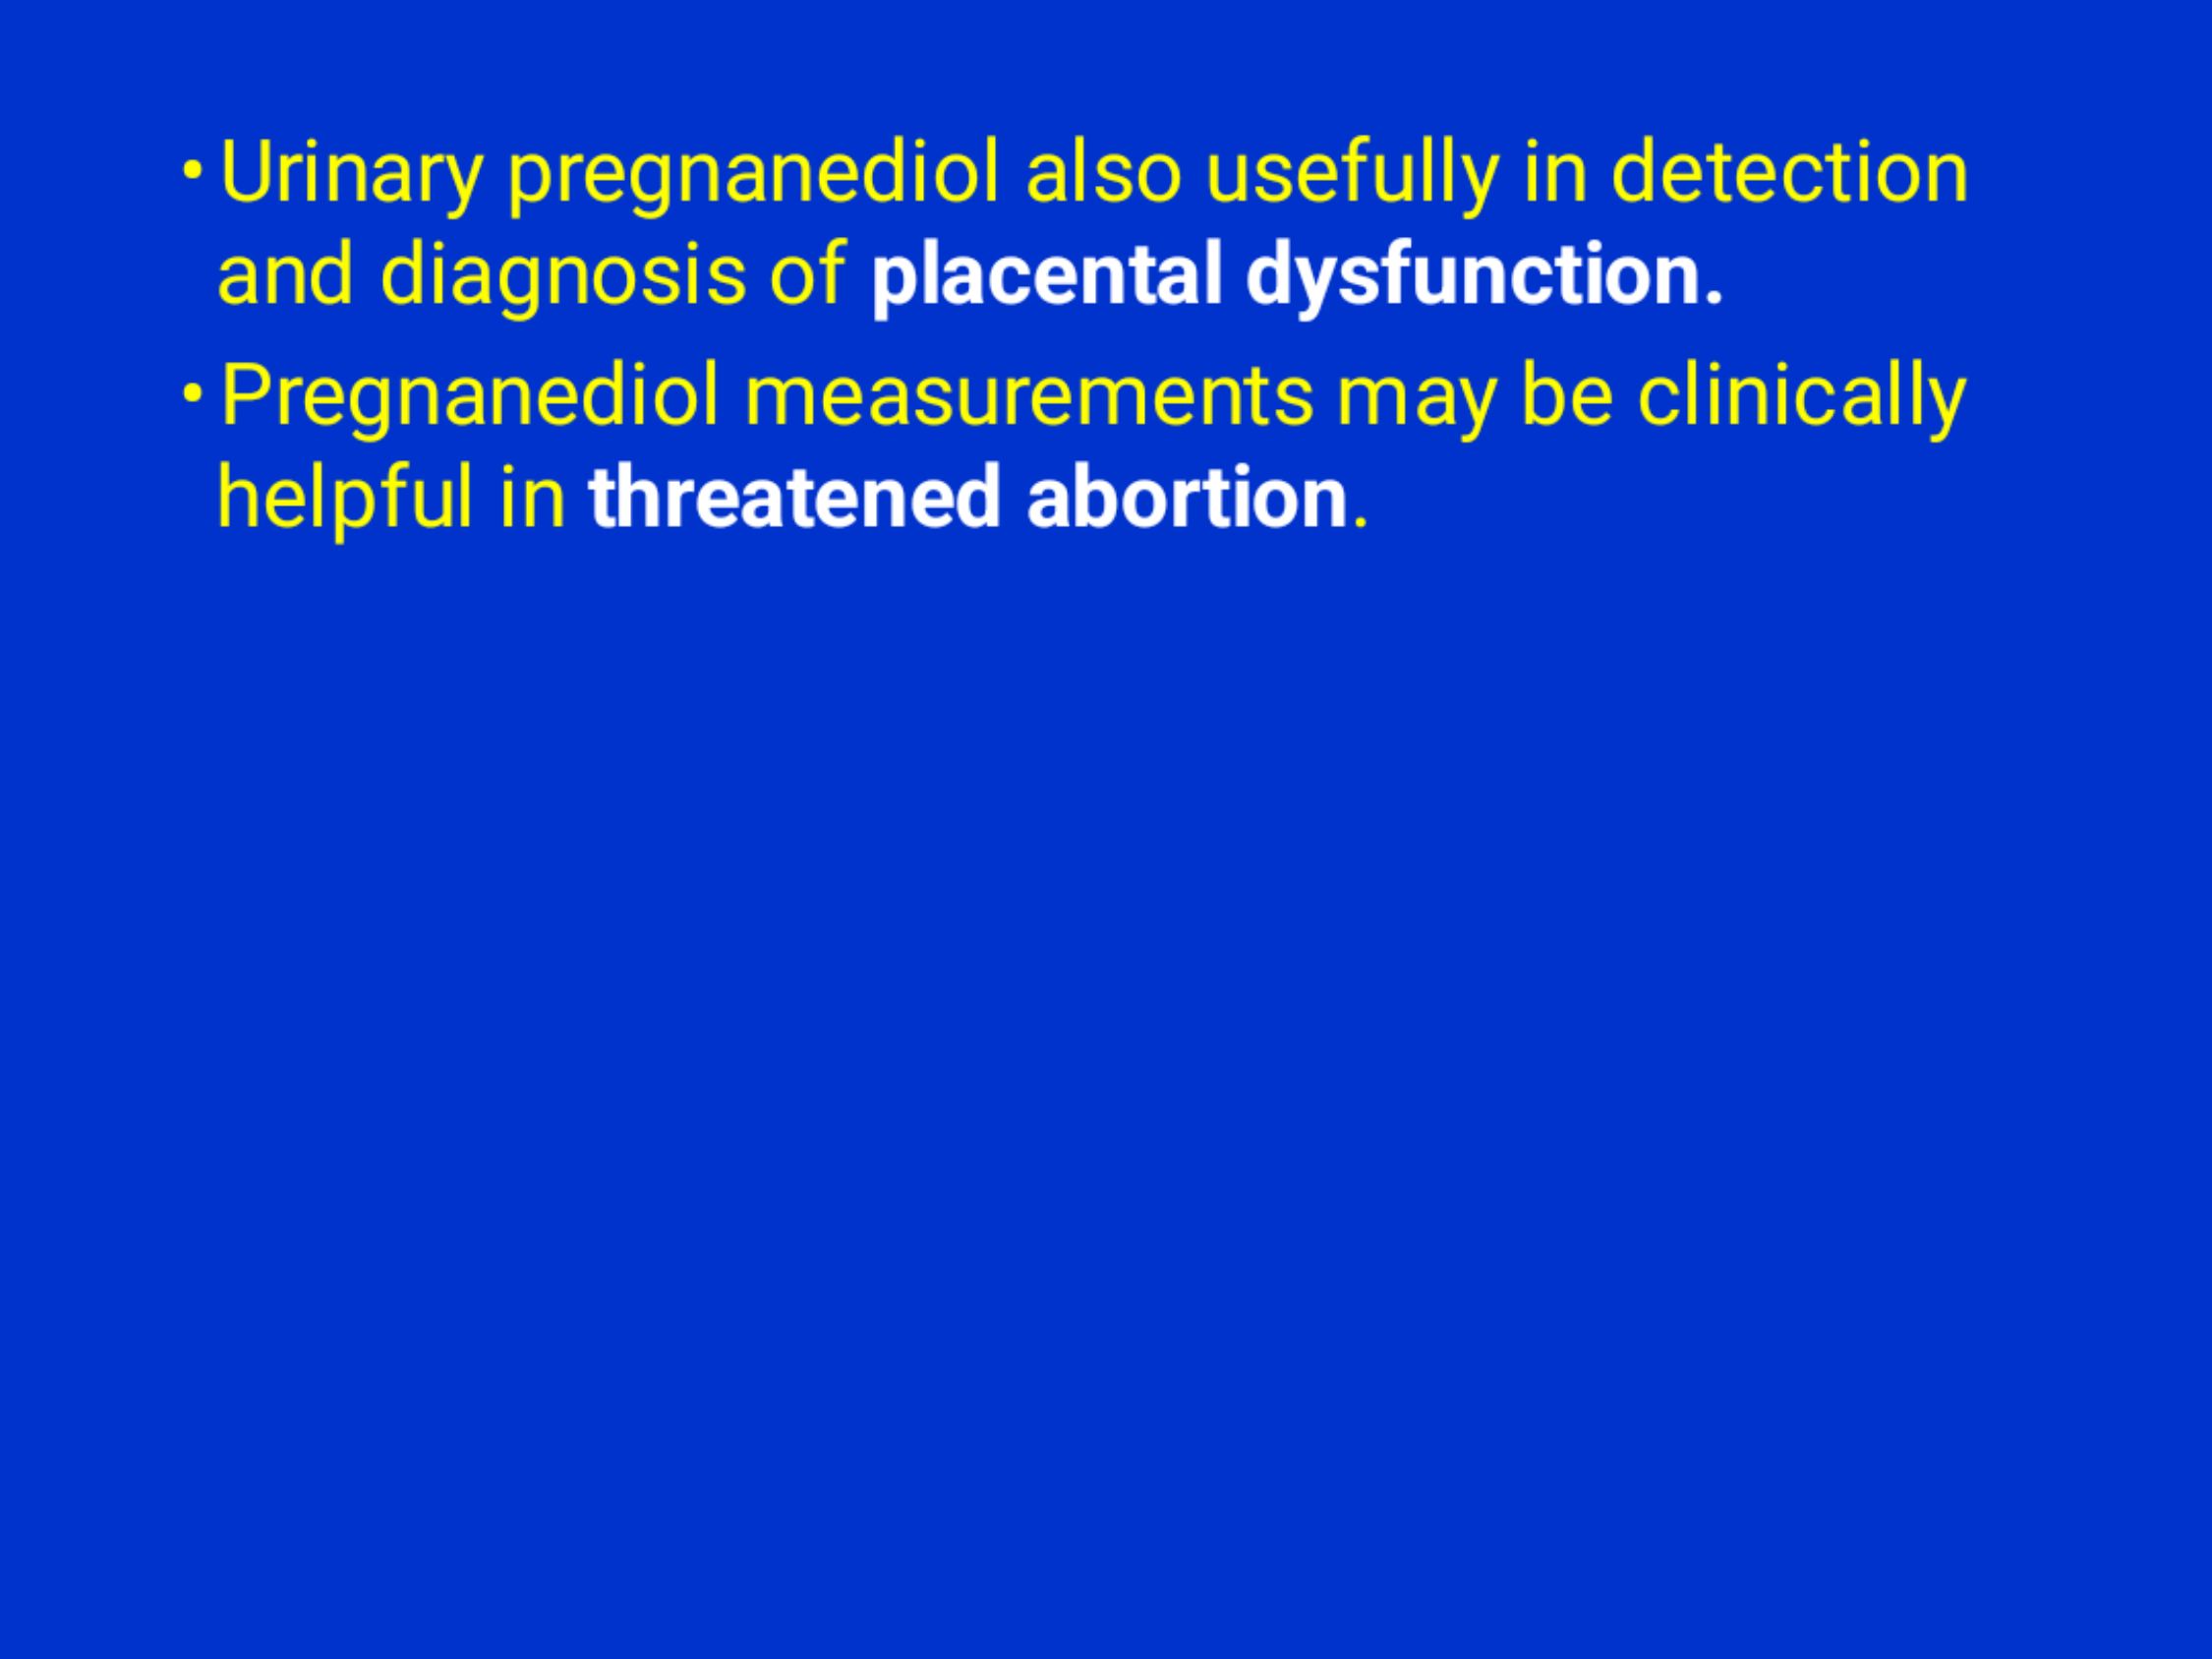 • Urinary pregnanediol also usefully in detection
and diagnosis of placental dysfunction.
• Pregnanediol measurements may be clinically
helpful in threatened abortion.